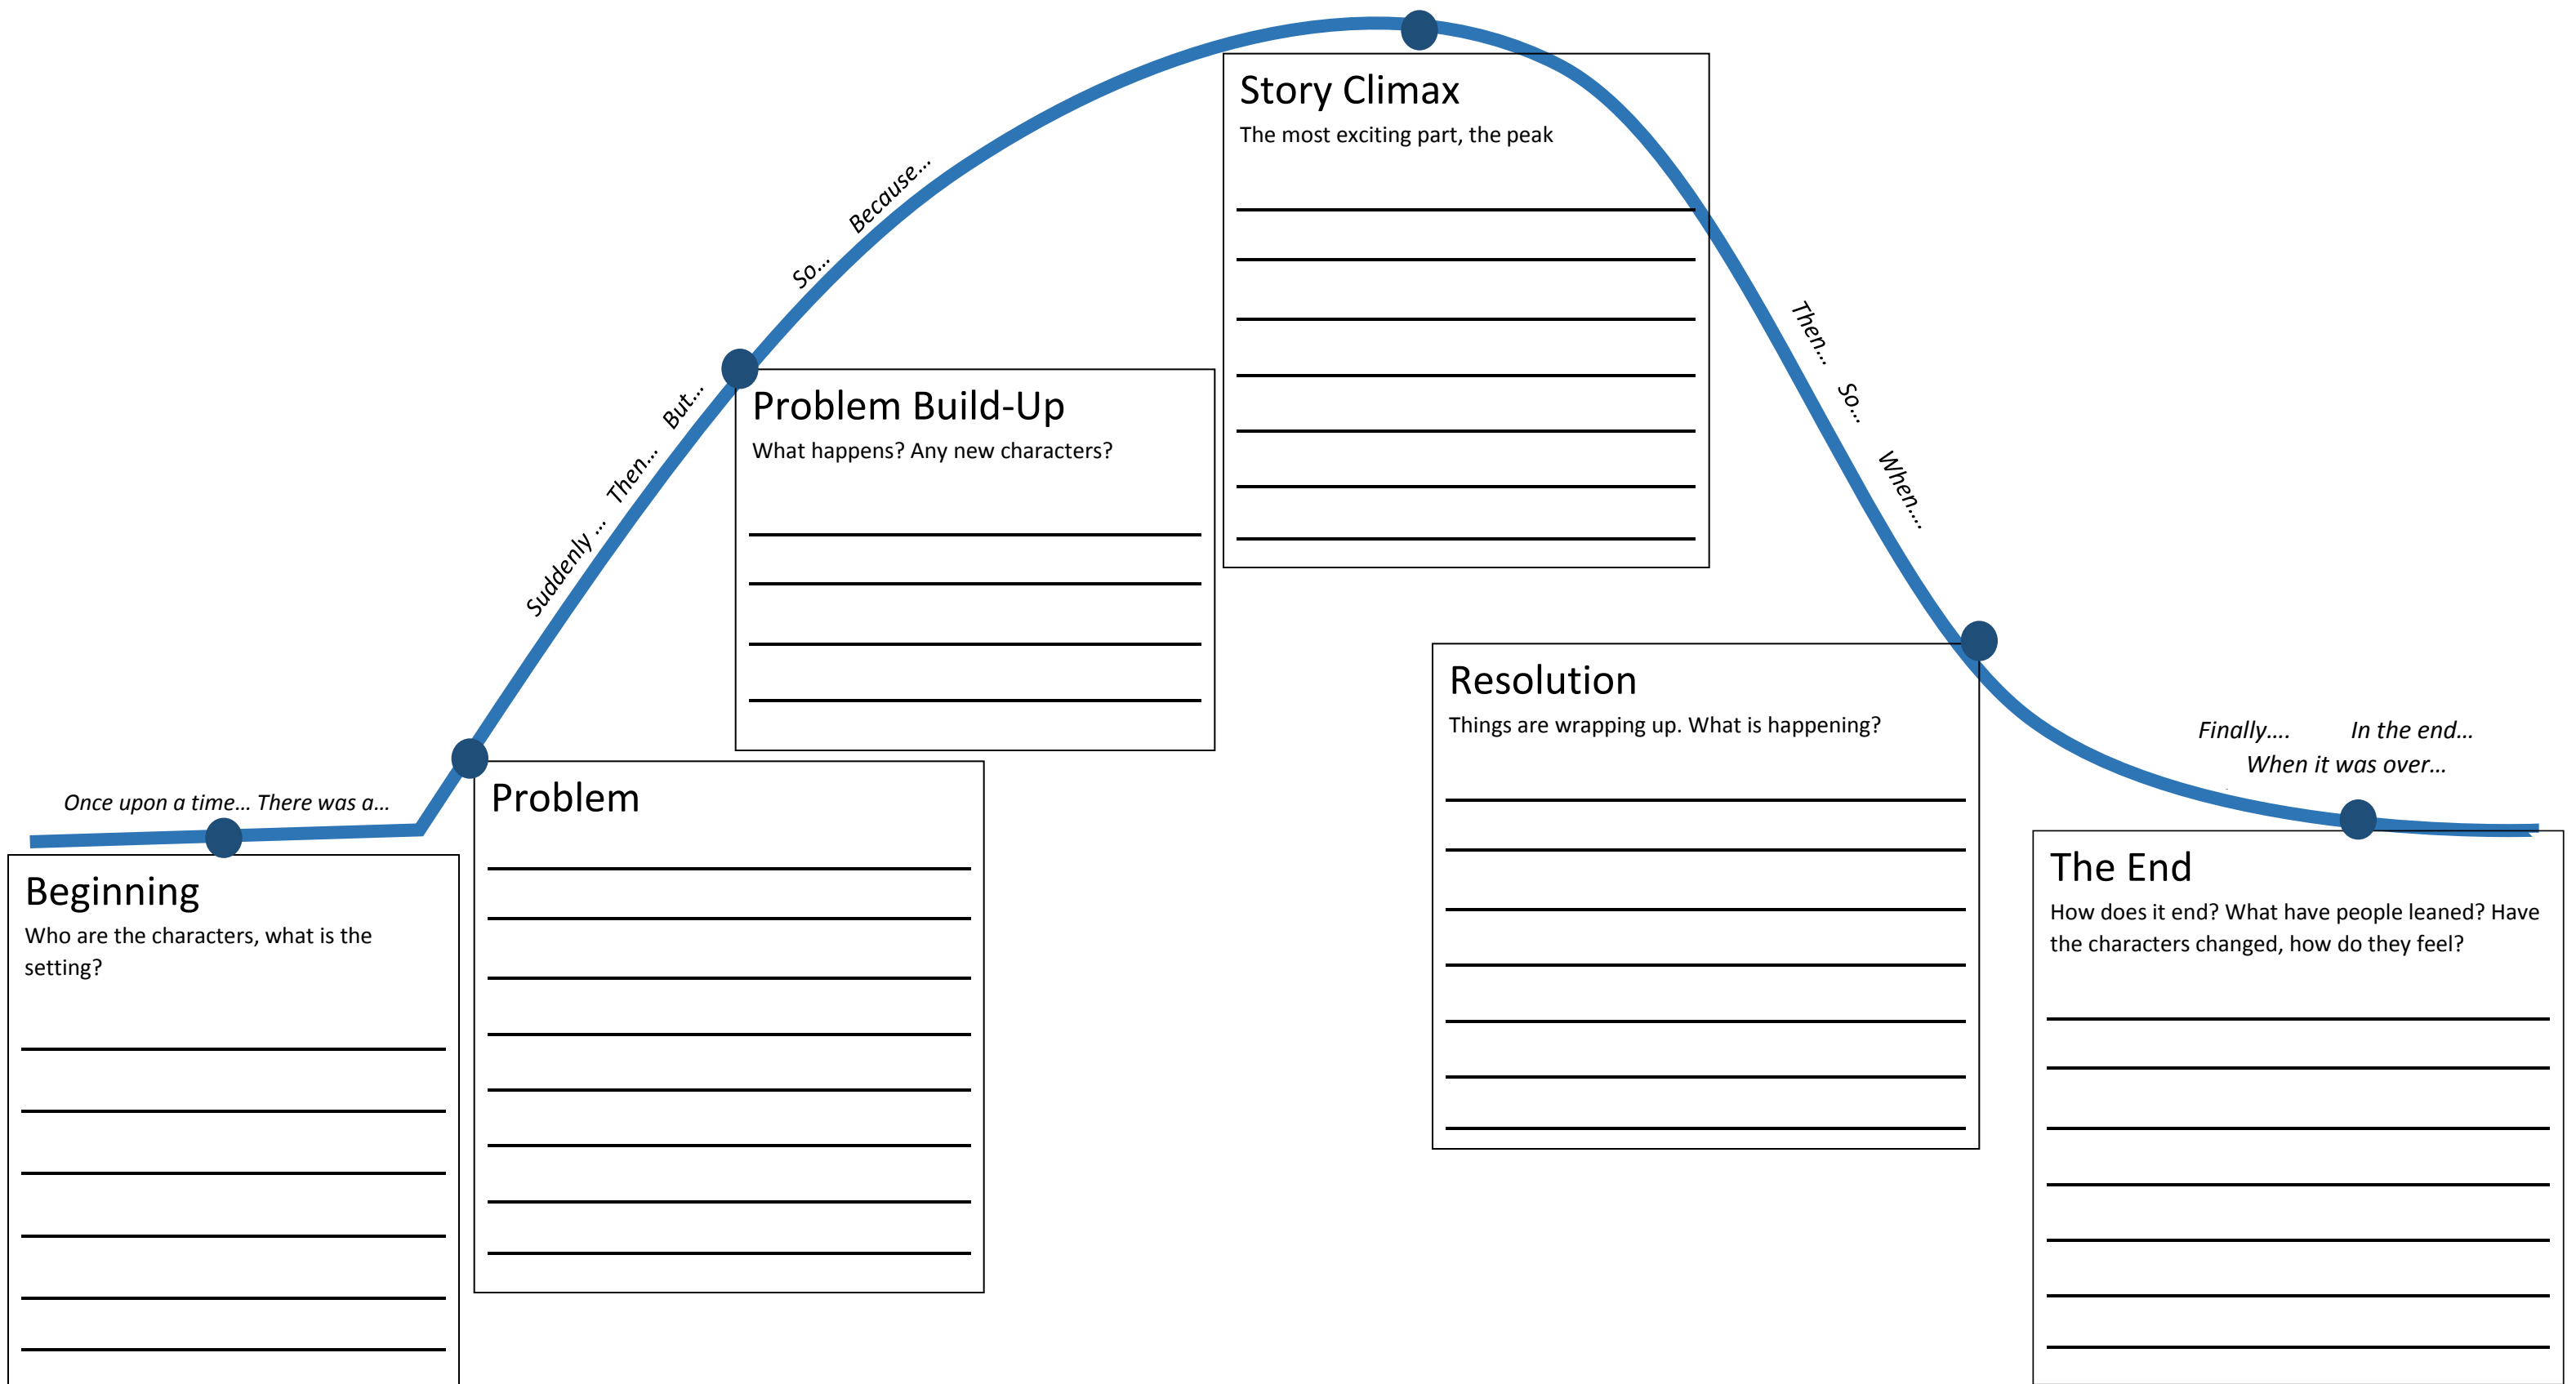 Once upon a time... There was a...
Beginning
Who are the characters, what is the
setting?
Suddenly ... Then... But...
Problem
So... Because...
Problem Build-Up
What happens? Any new characters?
Story Climax
The most exciting part, the peak
Then... So... When....
Resolution
Things are wrapping up. What is happening?
Finally.... In the end...
When it was over...
The End
How does it end? What have people leaned? Have
the characters changed, how do they feel?